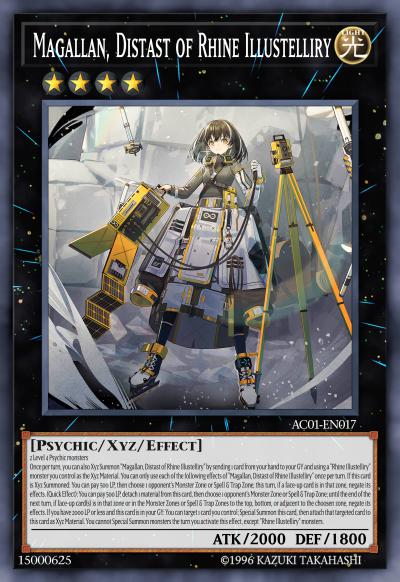 Magallan, Distast of Rhine Illustelliry
LIGHT
光
AC01-EN017
[Psychic/Xyz/Effect]
2 Level 4 Psychic monsters
Once per turn, you can also Xyz Summon "Magallan, Distast of Rhine Illustelliry" by sending 1 card from your hand to your GY and using a "Rhine Illustelliry"
monster you control as the Xyz Material. You can only use each of the following effects of "Magallan, Distast of Rhine Illustelliry" once per turn. If this card
is Xyz Summoned: You can pay 500 LP, then choose 1 opponent's Monster Zone or Spell & Trap Zone; this turn, if a face-up card is in that zone, negate its
effects. (Quick Effect): You can pay 500 LP, detach 1 material from this card, then choose 1 opponent's Monster Zone or Spell & Trap Zone; until the end of the
next turn, if face-up card(s) is in that zone or in the Monsters Zones or Spell & Trap Zones to the top, bottom, or adjacent to the choosen zone, negate its
effects. If you have 2000 LP or less and this card is in your GY: You can target 1 card you control; Special Summon this card, then attach that targeted card to
this card as Xyz Material. You cannot Special Summon monsters the turn you activate this effect, except "Rhine Illustelliry" monsters.
ATK/2000 DEF/1800
15000625
©1996 KAZUKI TAKAHASHI